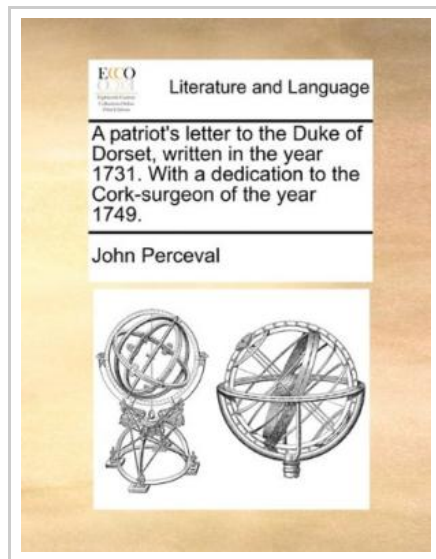 ECCO
Literature and Language
A patriot's letter to the Duke of
Dorset, written in the year
1731. With a dedication to the
Cork-surgeon of the year
1749.
John Perceval